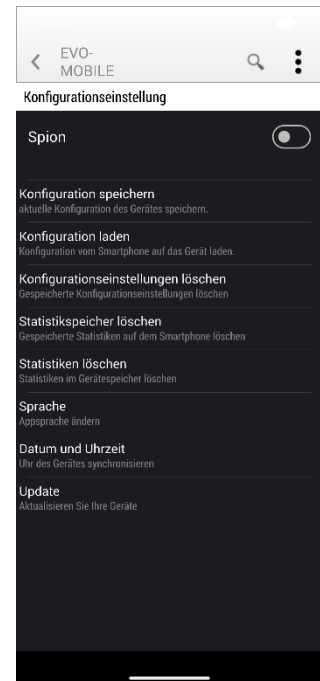 EVO-
MOBILE
Konfigurationseinstellung
Spion
Konfiguration speichern
aktuelle Konfiguration des Gerätes speichern.
Konfiguration laden
Konfiguration vom Smartphone auf das Gerät laden.
Konfigurationseinstellungen löschen
Gespeicherte Konfigurationseinstellungen löschen
Statistikspeicher löschen
Gespeicherte Statistiken auf dem Smartphone löschen
Statistiken löschen
Statistiken im Gerätespeicher löschen
Sprache
Appsprache ändern
Datum und Uhrzeit
Uhr des Gerätes synchronisieren
Update
Aktualisieren Sie Ihre Geräte